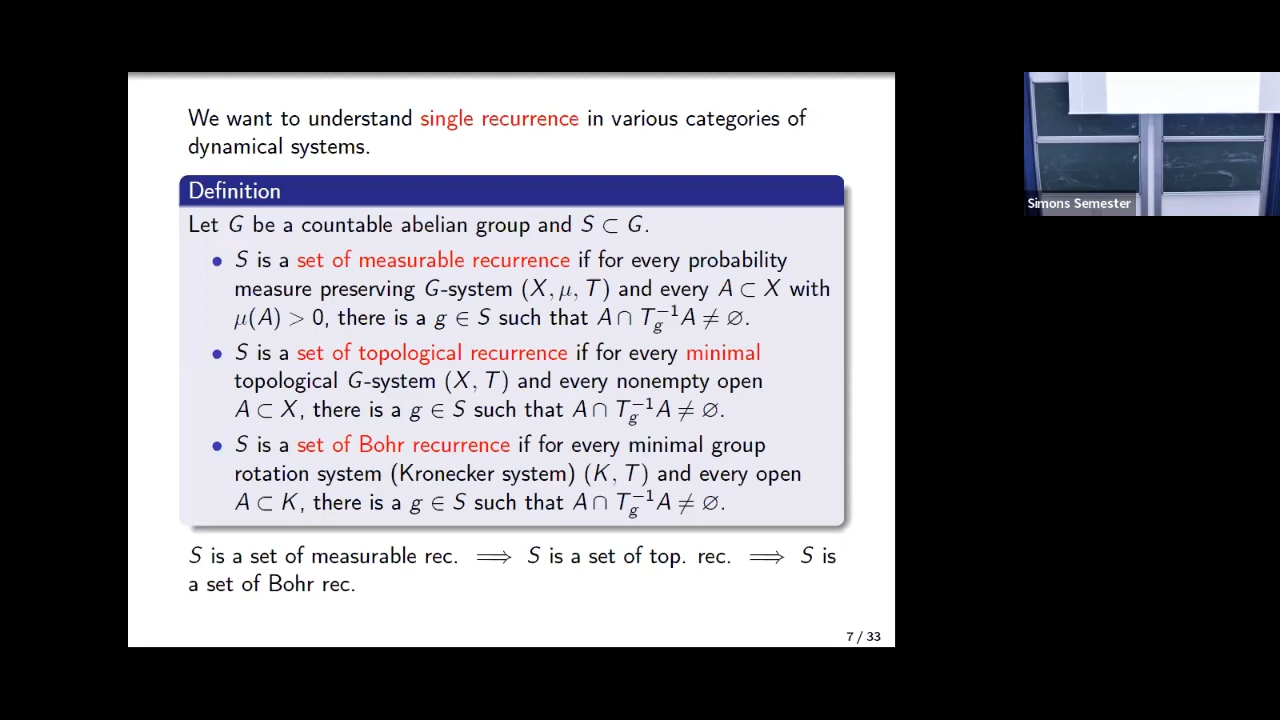 We want to understand single recurrence in various categories of
dynamical systems.
Definition
Let G be a countable abelian group and S ⊂ G.
• S is a set of measurable recurrence if for every probability
measure preserving G-system (X, μ, T) and every A ⊂ X with
μ(A) > 0, there is a g ∈ S such that A ∩ T_g^{-1}A ≠ ∅.
• S is a set of topological recurrence if for every minimal
topological G-system (X, T) and every nonempty open
A ⊂ X, there is a g ∈ S such that A ∩ T_g^{-1}A ≠ ∅.
• S is a set of Bohr recurrence if for every minimal group
rotation system (Kronecker system) (K, T) and every open
A ⊂ K, there is a g ∈ S such that A ∩ T_g^{-1}A ≠ ∅.
S is a set of measurable rec. ⟹ S is a set of top. rec. ⟹ S is
a set of Bohr rec.
7 / 33
Simons Semester